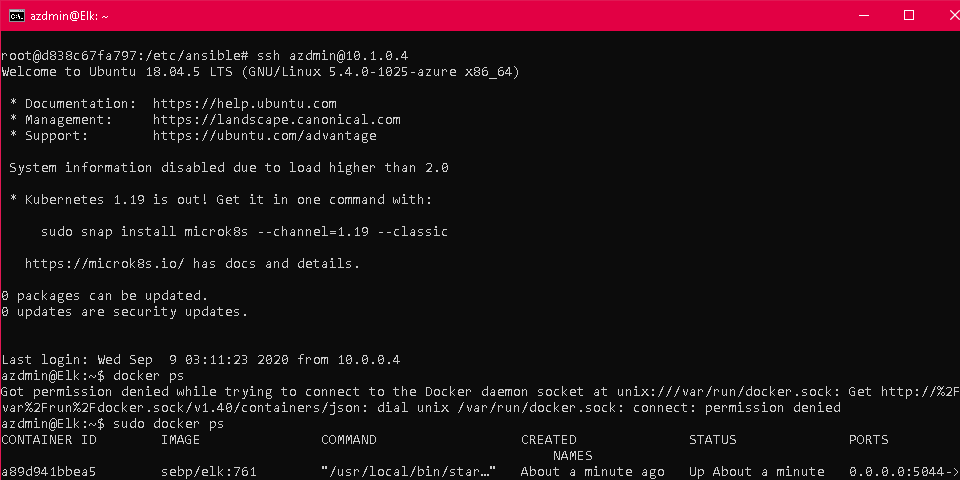 azdmin@Elk: ~
root@d838c67fa797:/etc/ansible# ssh azdmin@10.1.0.4
Welcome to Ubuntu 18.04.5 LTS (GNU/Linux 5.4.0-1025-azure x86_64)
* Documentation:  https://help.ubuntu.com
* Management:     https://landscape.canonical.com
* Support:        https://ubuntu.com/advantage
System information disabled due to load higher than 2.0
* Kubernetes 1.19 is out! Get it in one command with:
sudo snap install microk8s --channel=1.19 --classic
https://microk8s.io/ has docs and details.
0 packages can be updated.
0 updates are security updates.
Last login: Wed Sep  9 03:11:23 2020 from 10.0.0.4
azdmin@Elk:~$ docker ps
Got permission denied while trying to connect to the Docker daemon socket at unix:///var/run/docker.sock: Get http://%2F
var%2Frun%2Fdocker.sock/v1.40/containers/json: dial unix /var/run/docker.sock: connect: permission denied
azdmin@Elk:~$ sudo docker ps
CONTAINER ID        IMAGE               COMMAND                  CREATED              STATUS              PORTS
NAMES
a89d941bbea5        sebp/elk:761        "/usr/local/bin/star…"   About a minute ago   Up About a minute   0.0.0.0:5044->